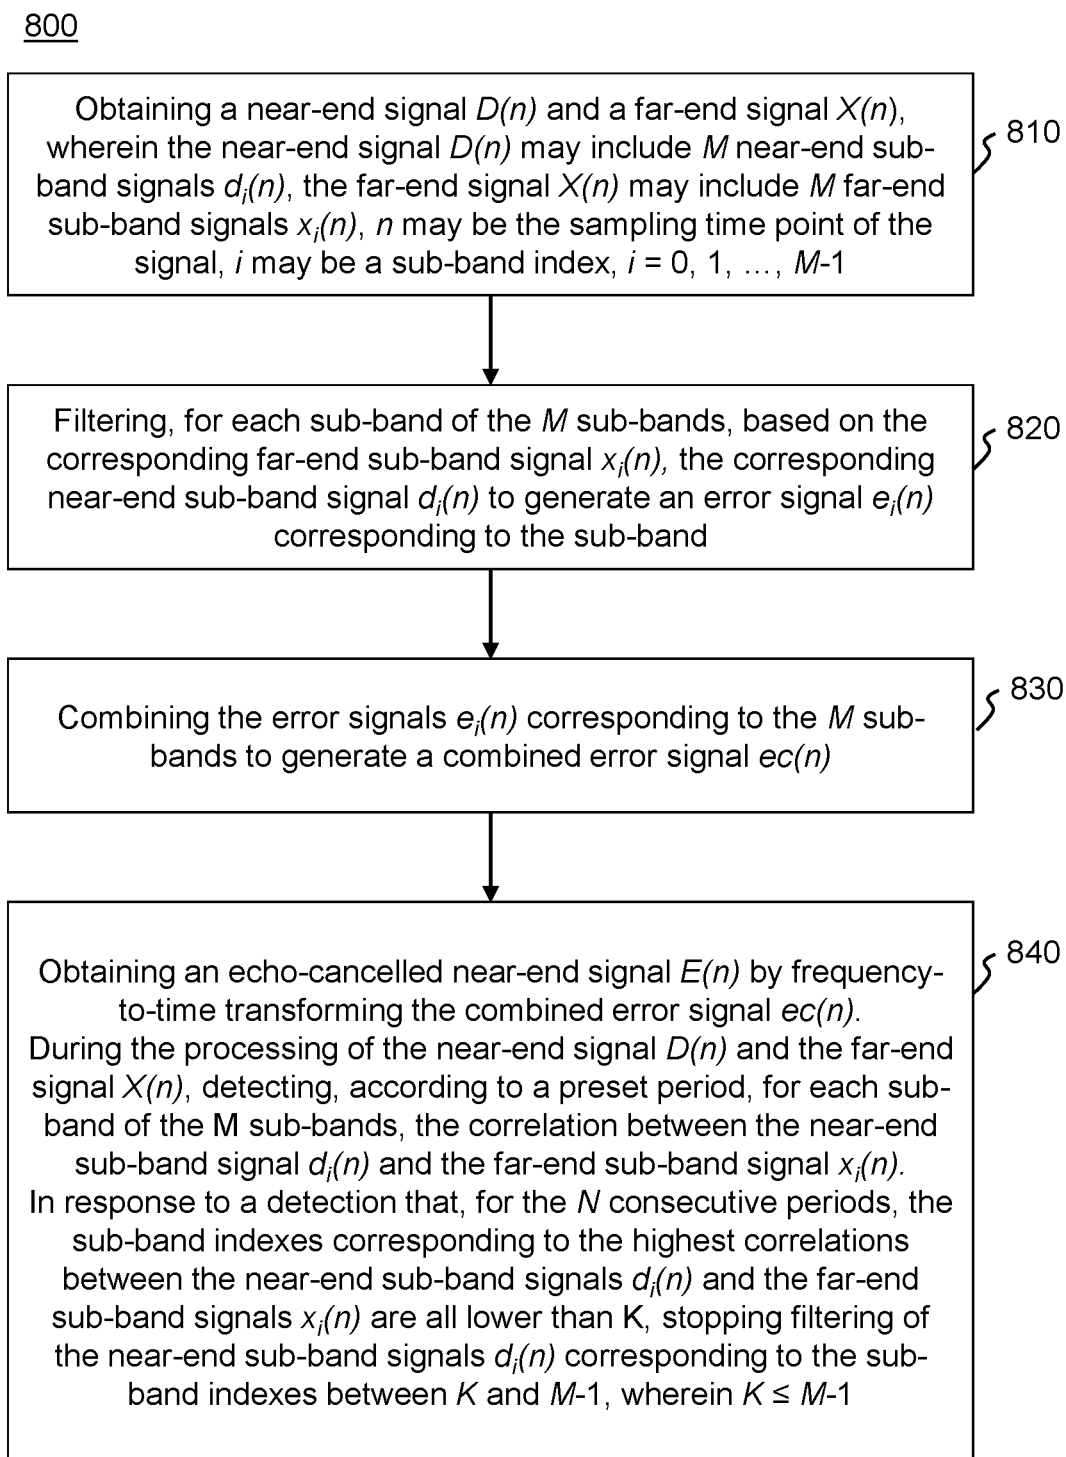 800
Obtaining a near-end signal D(n) and a far-end signal X(n),
wherein the near-end signal D(n) may include M near-end sub-
band signals di(n), the far-end signal X(n) may include M far-end
sub-band signals xi(n), n may be the sampling time point of the
signal, i may be a sub-band index, i = 0, 1, …, M-1
810
Filtering, for each sub-band of the M sub-bands, based on the
corresponding far-end sub-band signal xi(n), the corresponding
near-end sub-band signal di(n) to generate an error signal ei(n)
corresponding to the sub-band
820
Combining the error signals ei(n) corresponding to the M sub-
bands to generate a combined error signal ec(n)
830
Obtaining an echo-cancelled near-end signal E(n) by frequency-
to-time transforming the combined error signal ec(n).
During the processing of the near-end signal D(n) and the far-end
signal X(n), detecting, according to a preset period, for each sub-
band of the M sub-bands, the correlation between the near-end
sub-band signal di(n) and the far-end sub-band signal xi(n).
In response to a detection that, for the N consecutive periods, the
sub-band indexes corresponding to the highest correlations
between the near-end sub-band signals di(n) and the far-end
sub-band signals xi(n) are all lower than K, stopping filtering of
the near-end sub-band signals di(n) corresponding to the sub-
band indexes between K and M-1, wherein K ≤ M-1
840